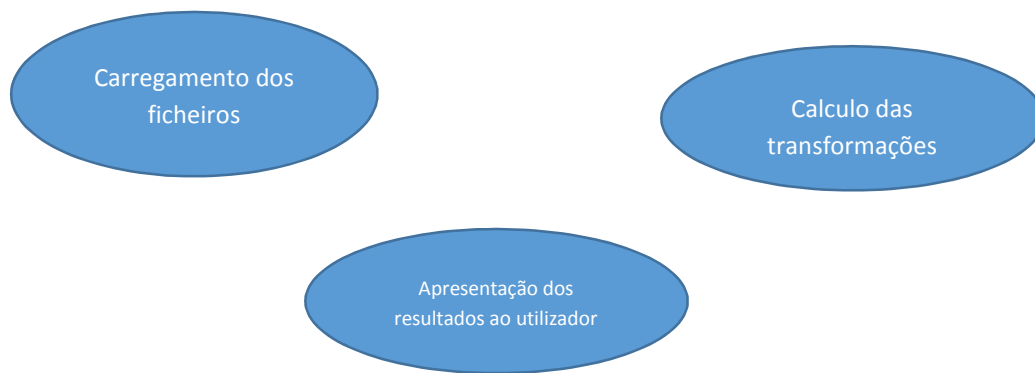 Carregamento dos
ficheiros
Calculo das
transformações
Apresentação dos
resultados ao utilizador